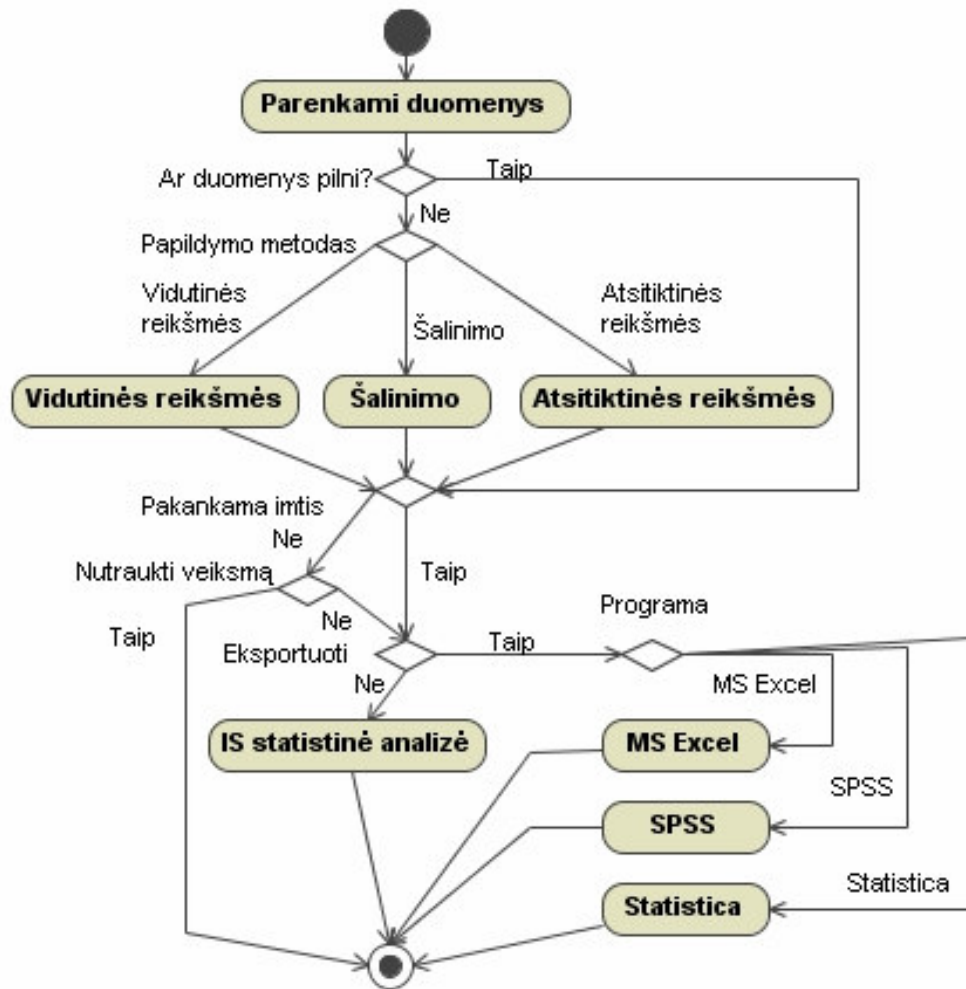 Parenkami duomenys
Ar duomenys pilni?
Taip
Ne
Papildymo metodas
Vidutinės
reikšmės
Šalinimo
Atsitiktinės
reikšmės
Vidutinės reikšmės
Šalinimo
Atsitiktinės reikšmės
Pakankama imtis
Ne
Taip
Nutraukti veiksmą
Taip
Ne
Programa
Eksportuoti
Taip
Ne
MS Excel
IS statistinė analizė
MS Excel
SPSS
SPSS
Statistica
Statistica